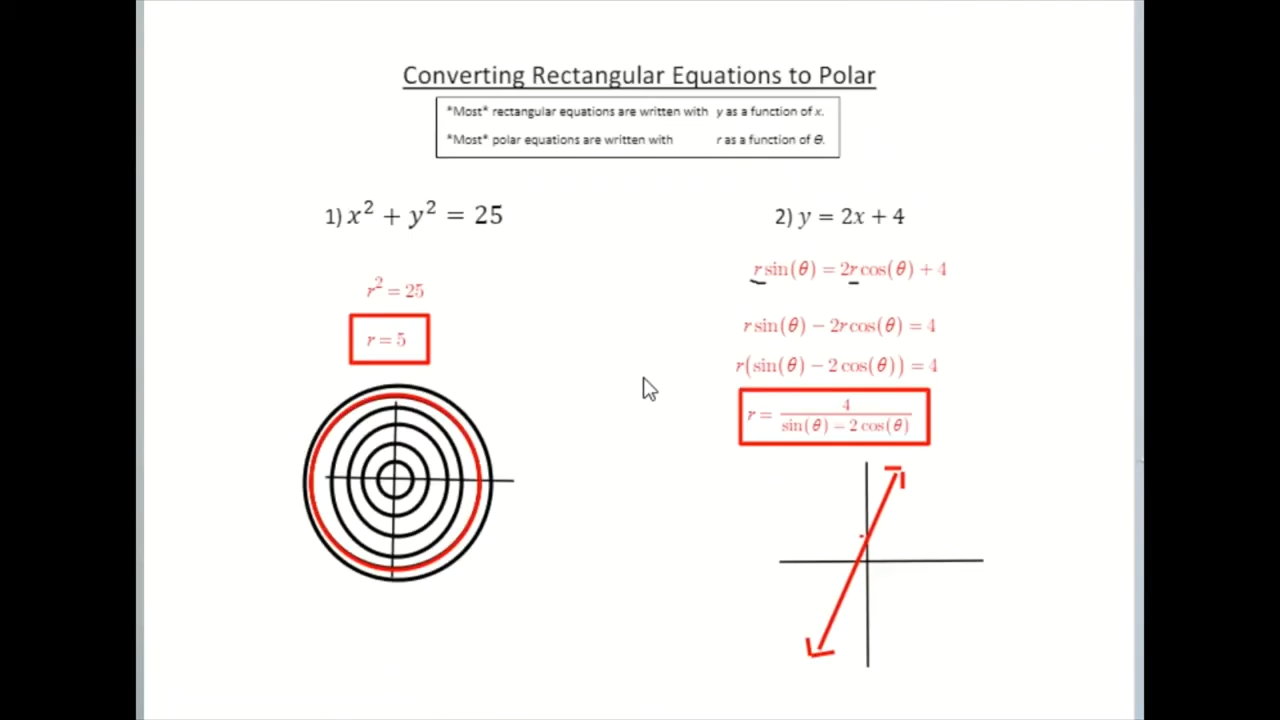 Converting Rectangular Equations to Polar
*Most* rectangular equations are written with y as a function of x.
*Most* polar equations are written with r as a function of θ.
1) x² + y² = 25
r² = 25
r = 5
2) y = 2x + 4
r sin(θ) = 2r cos(θ) + 4
r sin(θ) − 2r cos(θ) = 4
r(sin(θ) − 2 cos(θ)) = 4
r = 4 / sin(θ) − 2 cos(θ)